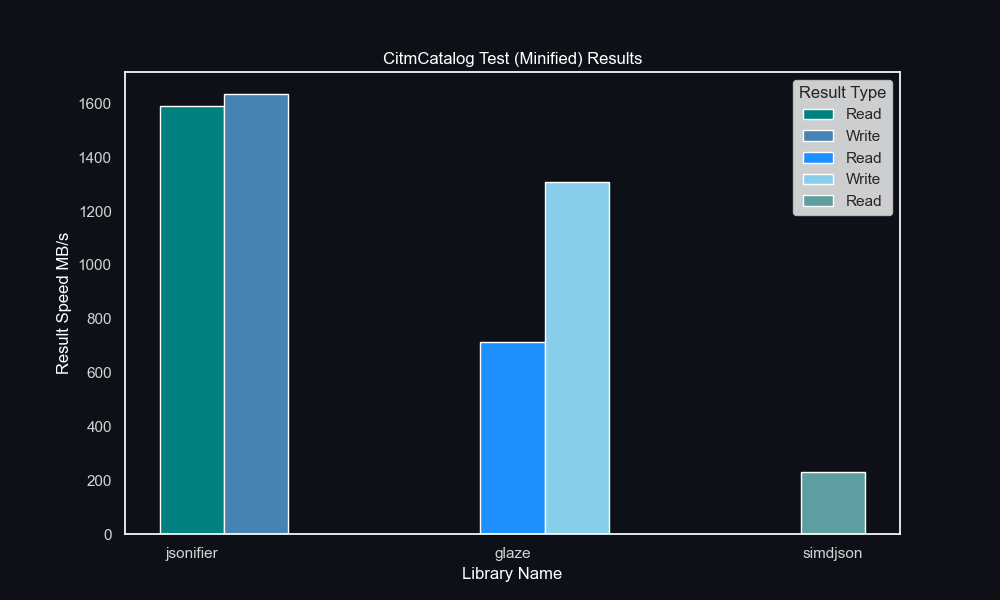 CitmCatalog Test (Minified) Results
Result Type
Read
Write
Read
Write
Read
1600
1400
1200
1000
800
600
400
200
0
Result Speed MB/s
jsonifier
glaze
simdjson
Library Name